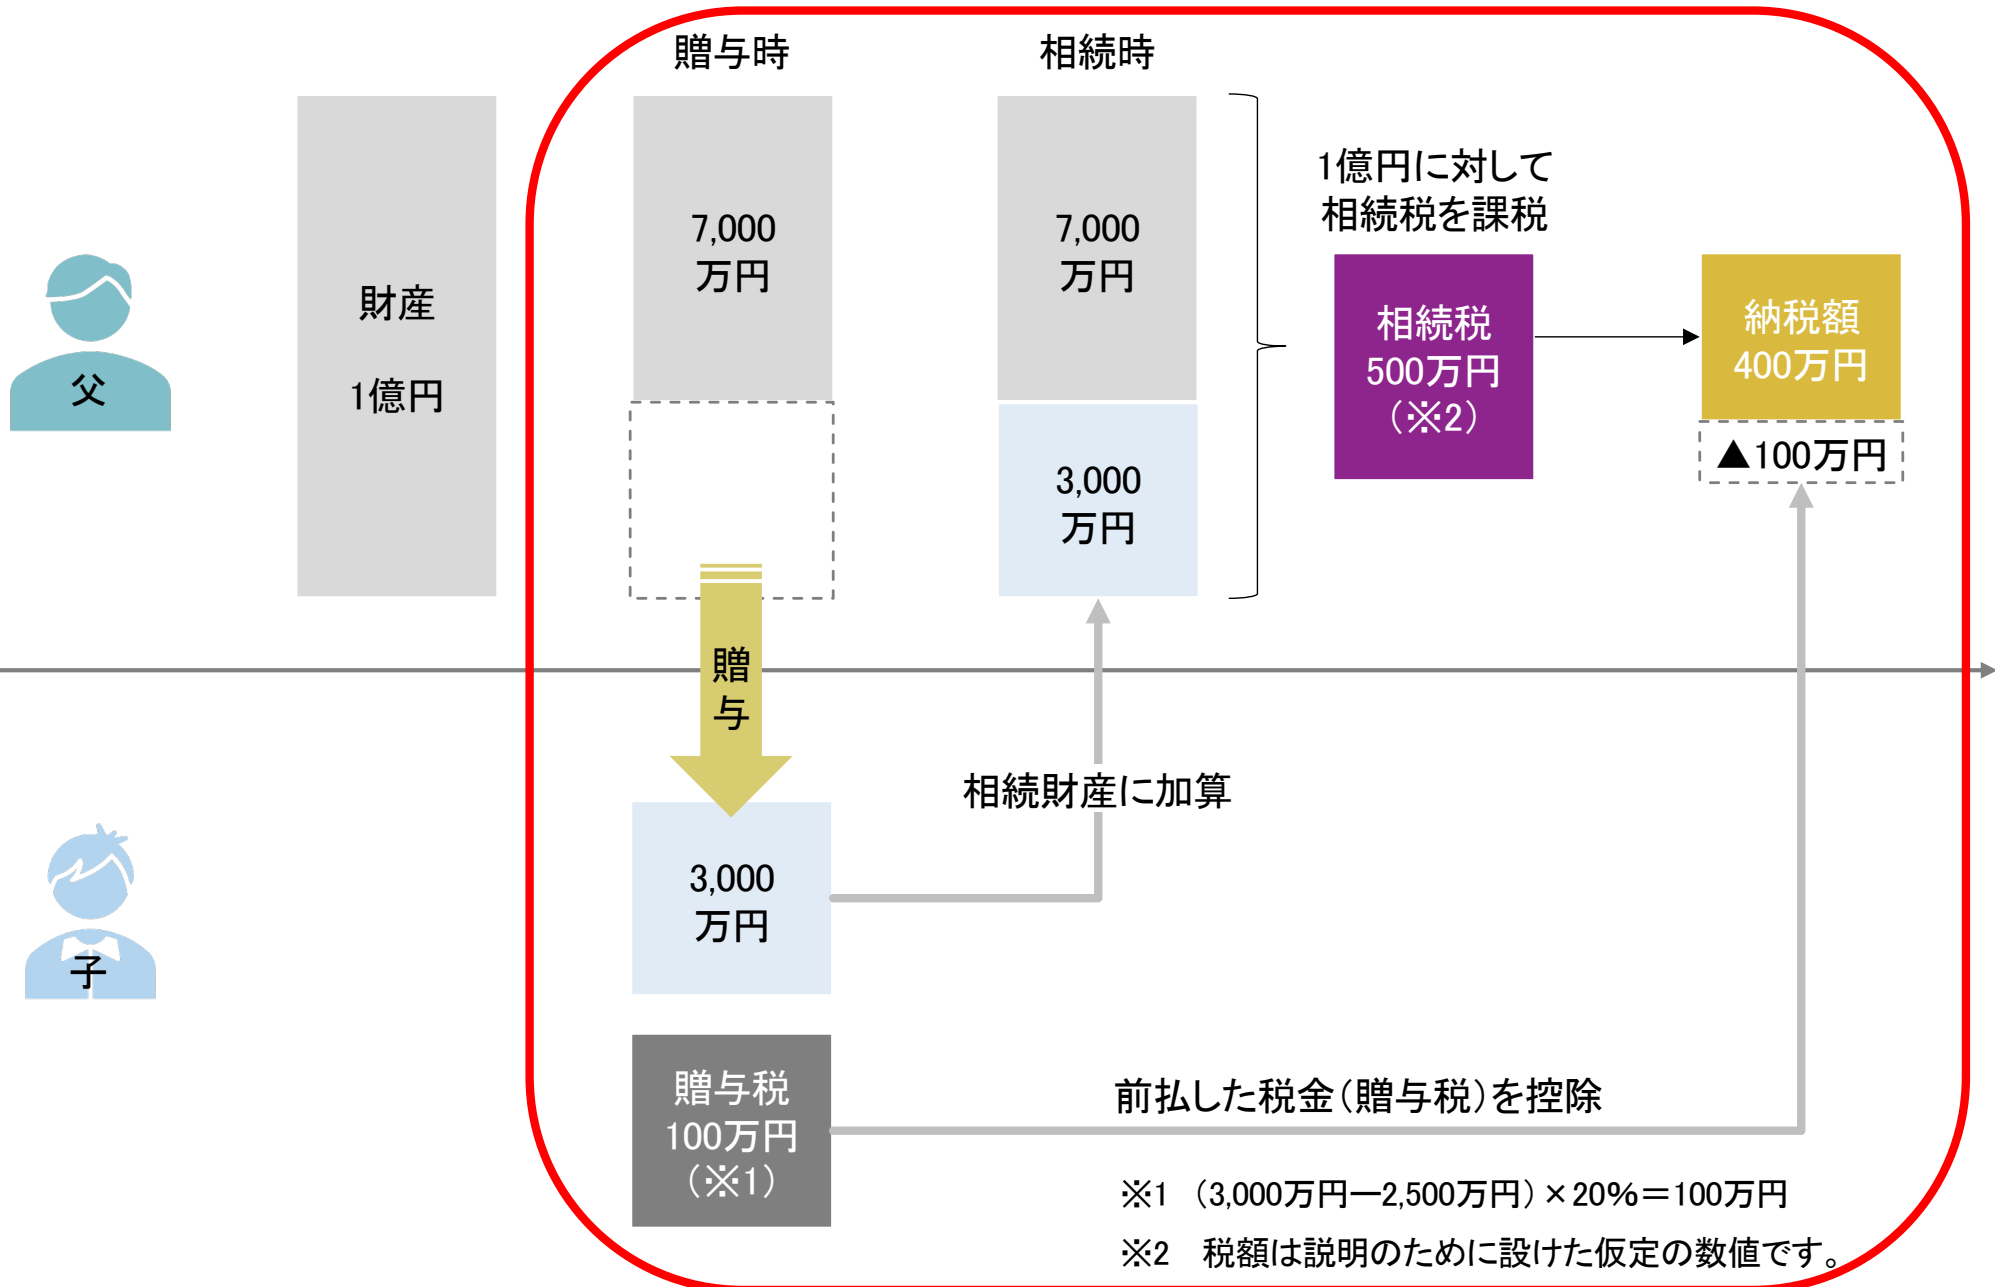 贈与時
相続時
父
財産
1億円
7,000
万円
7,000
万円
3,000
万円
1億円に対して
相続税を課税
相続税
500万円
（※2）
納税額
400万円
▲100万円
贈
与
子
3,000
万円
相続財産に加算
贈与税
100万円
（※1）
前払した税金（贈与税）を控除
※1　（3,000万円ー2,500万円）×20％＝100万円
※2　税額は説明のために設けた仮定の数値です。